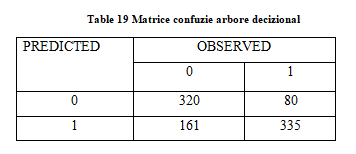 Table 19 Matrice confuzie arbore decizional
PREDICTED OBSERVED
0 1
0 320 80
1 161 335